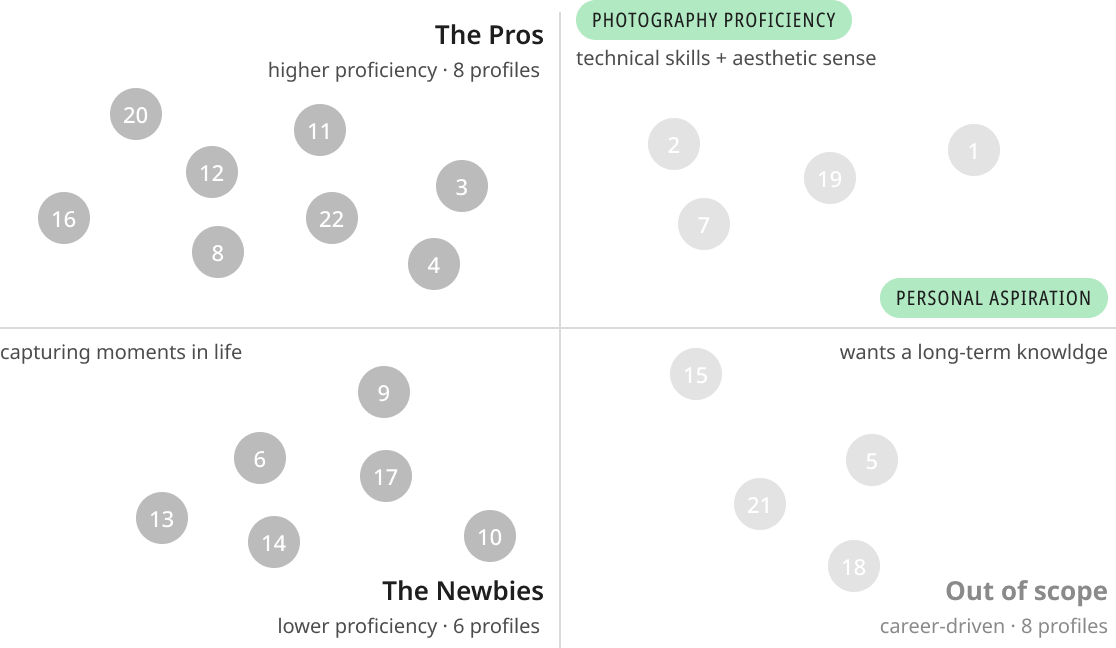 The Pros
higher proficiency · 8 profiles
20
11
12
3
16
22
8
4
PHOTOGRAPHY PROFICIENCY
technical skills + aesthetic sense
2
1
19
7
PERSONAL ASPIRATION
capturing moments in life
9
6
17
13
14
10
The Newbies
lower proficiency · 6 profiles
wants a long-term knowldge
15
5
21
18
Out of scope
career-driven · 8 profiles